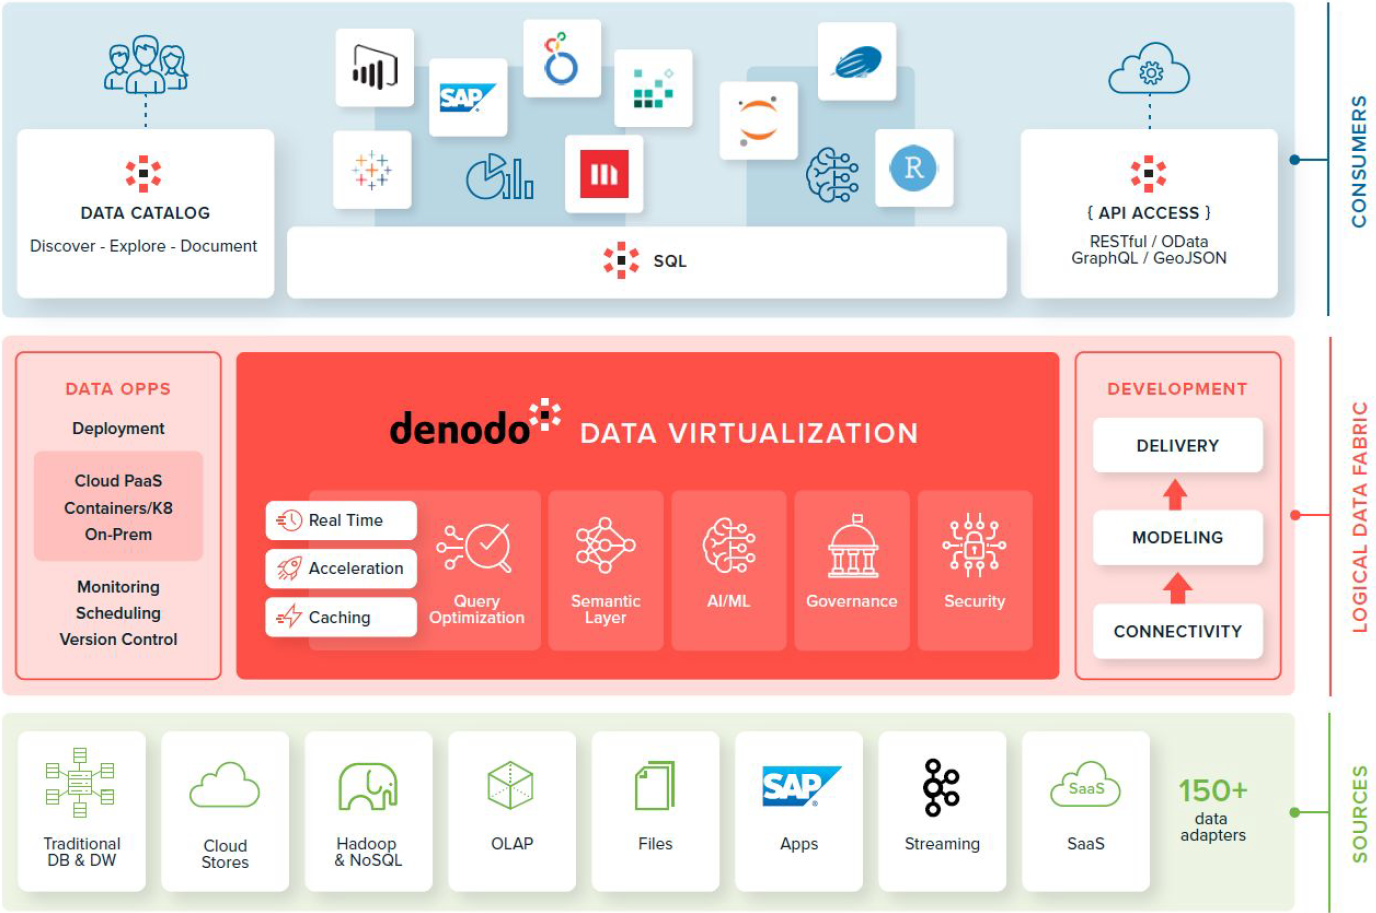 SAP
R
DATA CATALOG
Discover - Explore - Document
SQL
{ API ACCESS }
RESTful / OData
GraphQL / GeoJSON
CONSUMERS
DATA OPPS
Deployment
Cloud PaaS
Containers/K8
On-Prem
Monitoring
Scheduling
Version Control
denodo DATA VIRTUALIZATION
Real Time
Acceleration
Caching
Query
Optimization
Semantic
Layer
AI/ML
Governance
Security
DEVELOPMENT
DELIVERY
MODELING
CONNECTIVITY
LOGICAL DATA FABRIC
Traditional
DB & DW
Cloud
Stores
Hadoop
& NoSQL
OLAP
Files
SAP
Apps
Streaming
SaaS
SaaS
150+
data
adapters
SOURCES